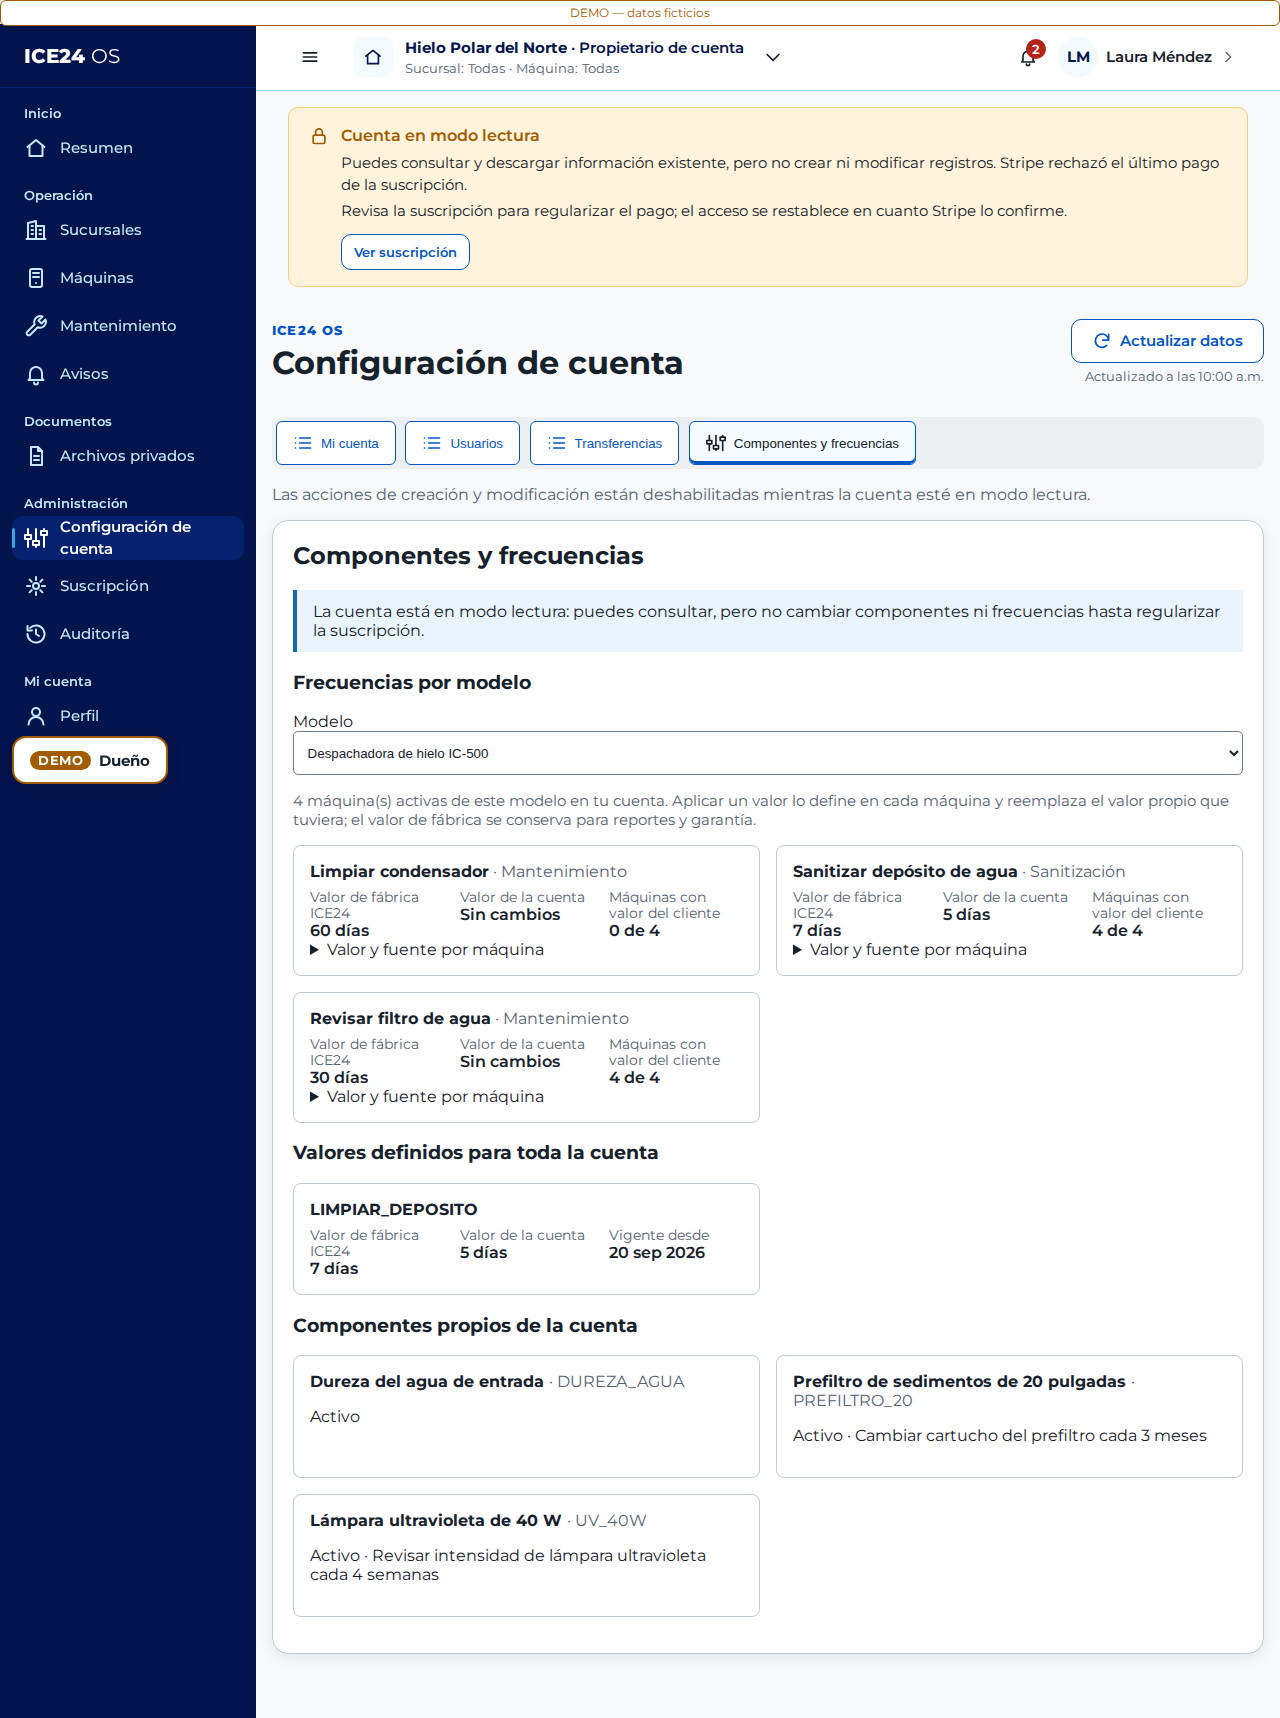 DEMO — datos ficticios
ICE24 OS
Inicio
Resumen
Operación
Sucursales
Máquinas
Mantenimiento
Avisos
Documentos
Archivos privados
Administración
Configuración de
cuenta
Suscripción
Auditoría
Mi cuenta
Perfil
DEMO Dueño
Hielo Polar del Norte · Propietario de cuenta
Sucursal: Todas · Máquina: Todas
2
LM Laura Méndez
Cuenta en modo lectura
Puedes consultar y descargar información existente, pero no crear ni modificar registros. Stripe rechazó el último pago
de la suscripción.
Revisa la suscripción para regularizar el pago; el acceso se restablece en cuanto Stripe lo confirme.
Ver suscripción
ICE24 OS
Configuración de cuenta
Actualizar datos
Actualizado a las 10:00 a.m.
Mi cuenta
Usuarios
Transferencias
Componentes y frecuencias
Las acciones de creación y modificación están deshabilitadas mientras la cuenta esté en modo lectura.
Componentes y frecuencias
La cuenta está en modo lectura: puedes consultar, pero no cambiar componentes ni frecuencias hasta regularizar
la suscripción.
Frecuencias por modelo
Modelo
Despachadora de hielo IC-500
4 máquina(s) activas de este modelo en tu cuenta. Aplicar un valor lo define en cada máquina y reemplaza el valor propio que
tuviera; el valor de fábrica se conserva para reportes y garantía.
Limpiar condensador · Mantenimiento
Valor de fábrica
ICE24
60 días
Valor de la cuenta
Sin cambios
Máquinas con
valor del cliente
0 de 4
Valor y fuente por máquina
Sanitizar depósito de agua · Sanitización
Valor de fábrica
ICE24
7 días
Valor de la cuenta
5 días
Máquinas con
valor del cliente
4 de 4
Valor y fuente por máquina
Revisar filtro de agua · Mantenimiento
Valor de fábrica
ICE24
30 días
Valor de la cuenta
Sin cambios
Máquinas con
valor del cliente
4 de 4
Valor y fuente por máquina
Valores definidos para toda la cuenta
LIMPIAR_DEPOSITO
Valor de fábrica
ICE24
7 días
Valor de la cuenta
5 días
Vigente desde
20 sep 2026
Componentes propios de la cuenta
Dureza del agua de entrada · DUREZA_AGUA
Activo
Prefiltro de sedimentos de 20 pulgadas ·
PREFILTRO_20
Activo · Cambiar cartucho del prefiltro cada 3 meses
Lámpara ultravioleta de 40 W · UV_40W
Activo · Revisar intensidad de lámpara ultravioleta
cada 4 semanas